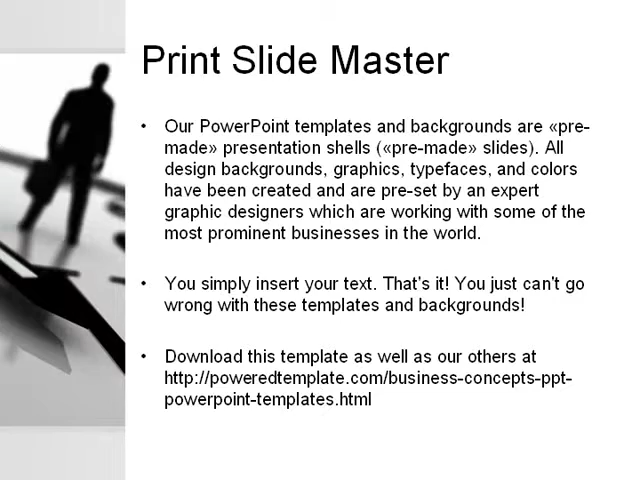 Print Slide Master
• Our PowerPoint templates and backgrounds are «pre-
made» presentation shells («pre-made» slides). All
design backgrounds, graphics, typefaces, and colors
have been created and are pre-set by an expert
graphic designers which are working with some of the
most prominent businesses in the world.
• You simply insert your text. That's it! You just can't go
wrong with these templates and backgrounds!
• Download this template as well as our others at
http://poweredtemplate.com/business-concepts-ppt-
powerpoint-templates.html